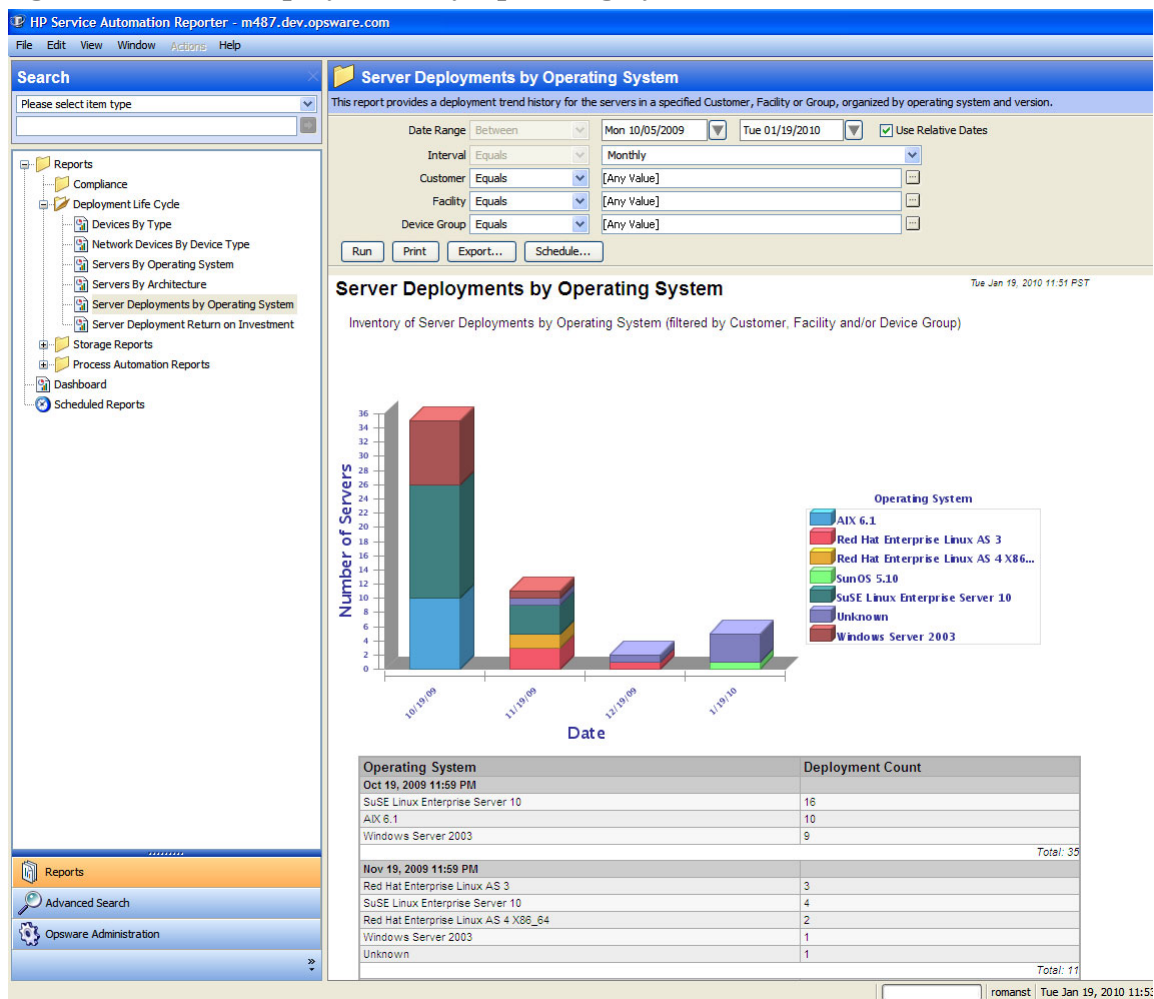 HP Service Automation Reporter - m487.dev.opsware.com
File Edit View Window Actions Help
Search
Please select item type
Reports
Compliance
Deployment Life Cycle
Devices By Type
Network Devices By Device Type
Servers By Operating System
Servers By Architecture
Server Deployments by Operating System
Server Deployment Return on Investment
Storage Reports
Process Automation Reports
Dashboard
Scheduled Reports
Reports
Advanced Search
Opsware Administration
Server Deployments by Operating System
This report provides a deployment trend history for the servers in a specified Customer, Facility or Group, organized by operating system and version.
Date Range Between Mon 10/05/2009 Tue 01/19/2010 Use Relative Dates
Interval Equals Monthly
Customer Equals [Any Value]
Facility Equals [Any Value]
Device Group Equals [Any Value]
Run Print Export... Schedule...
Server Deployments by Operating System
Tue Jan 19, 2010 11:51 PST
Inventory of Server Deployments by Operating System (filtered by Customer, Facility and/or Device Group)
Number of Servers
36
34
32
30
28
26
24
22
20
18
16
14
12
10
8
6
4
2
0
10/19/09 11/19/09 12/19/09 1/19/10
Date
Operating System
AIX 6.1
Red Hat Enterprise Linux AS 3
Red Hat Enterprise Linux AS 4 X86...
SunOS 5.10
SuSE Linux Enterprise Server 10
Unknown
Windows Server 2003
Operating System Deployment Count
Oct 19, 2009 11:59 PM
SuSE Linux Enterprise Server 10 16
AIX 6.1 10
Windows Server 2003 9
Total: 35
Nov 19, 2009 11:59 PM
Red Hat Enterprise Linux AS 3 3
SuSE Linux Enterprise Server 10 4
Red Hat Enterprise Linux AS 4 X86_64 2
Windows Server 2003 1
Unknown 1
Total: 11
romanst Tue Jan 19, 2010 11:53